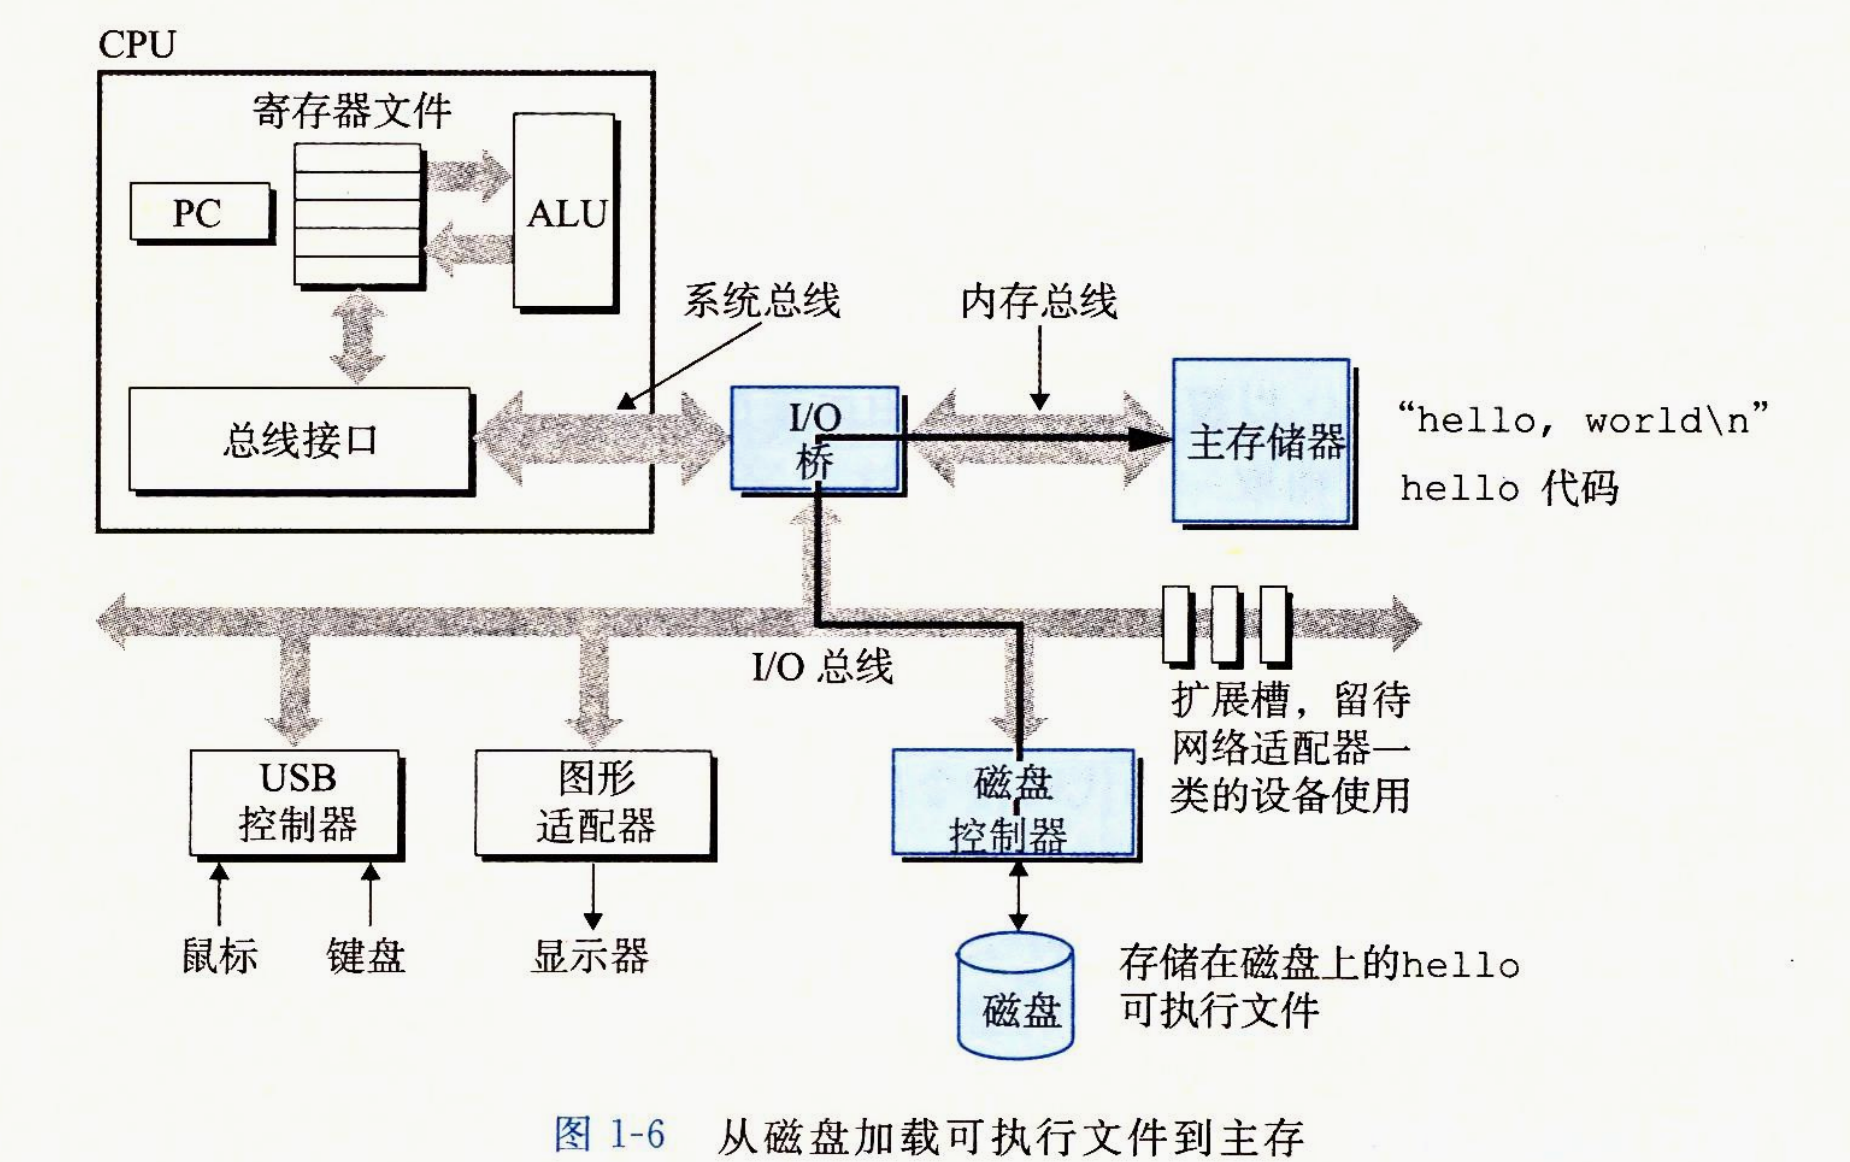 CPU
寄存器文件
PC
ALU
系统总线
内存总线
总线接口
I/O
桥
主存储器
“hello, world\n”
hello 代码
I/O 总线
扩展槽，留待
网络适配器一
类的设备使用
USB
控制器
图形
适配器
磁盘
控制器
鼠标
键盘
显示器
磁盘
存储在磁盘上的hello
可执行文件
图 1-6 从磁盘加载可执行文件到主存